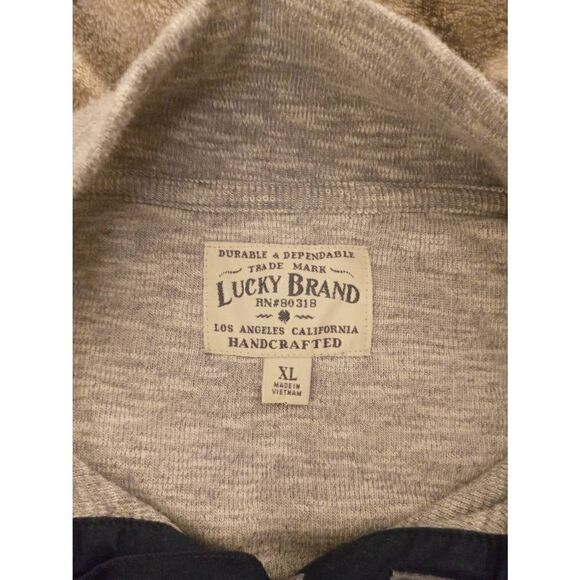 DURABLE & DEPENDABLE
TRADE MARK
LUCKY BRAND
RN#80318
LOS ANGELES CALIFORNIA
HANDCRAFTED
XL
MADE IN
VIETNAM